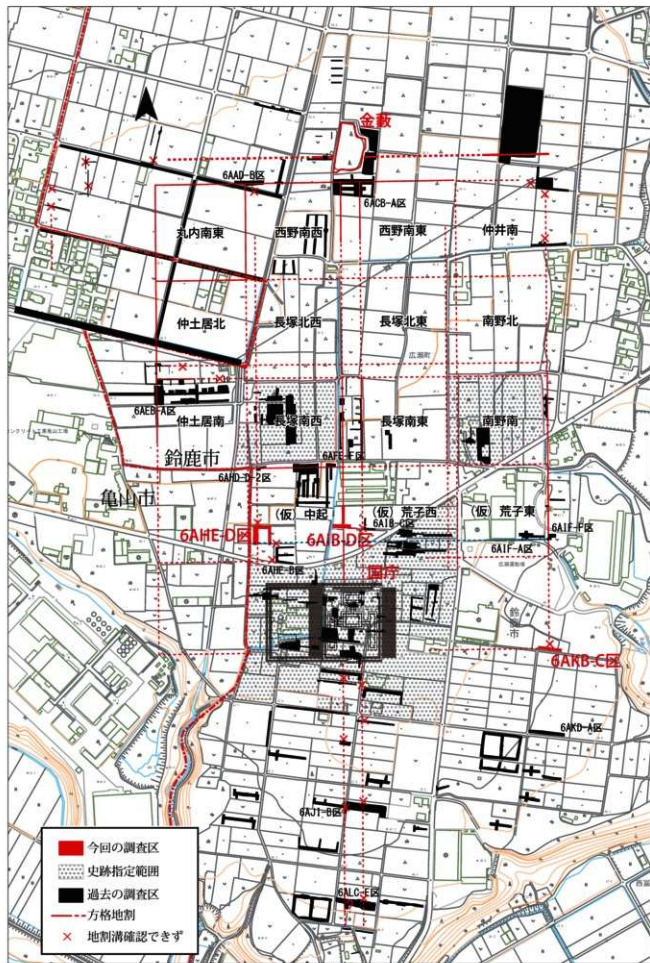 金藪
6AAD-B区
6ACB-A区
丸内南東
西野南西
西野南東
仲井南
仲土居北
長塚北西
長塚北東
南野北
広瀬町
6AEB-A区
長塚南西
6AFE-F区
長塚南東
南野南
仲土居南
鈴鹿市
亀山市
6AHD-D-2区
(仮) 中起
(仮) 荒子西
(仮) 荒子東
6AIB-C区
6AIF-F区
6AHE-D区
6AIB-D区
6AIF-A区
6AHE-B区
国庁
鈴鹿市
6AKB-C区
6AKD-A区
6AJI-B区
6ALC-E区
今回の調査区
史跡指定範囲
過去の調査区
方格地割
地割溝確認できず